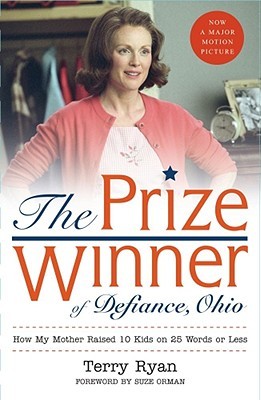 NOW A
MAJOR
MOTION
PICTURE
The Prize
Winner
of Defiance, Ohio
How My Mother Raised 10 Kids on 25 Words or Less
Terry Ryan
FOREWORD BY SUZE ORMAN